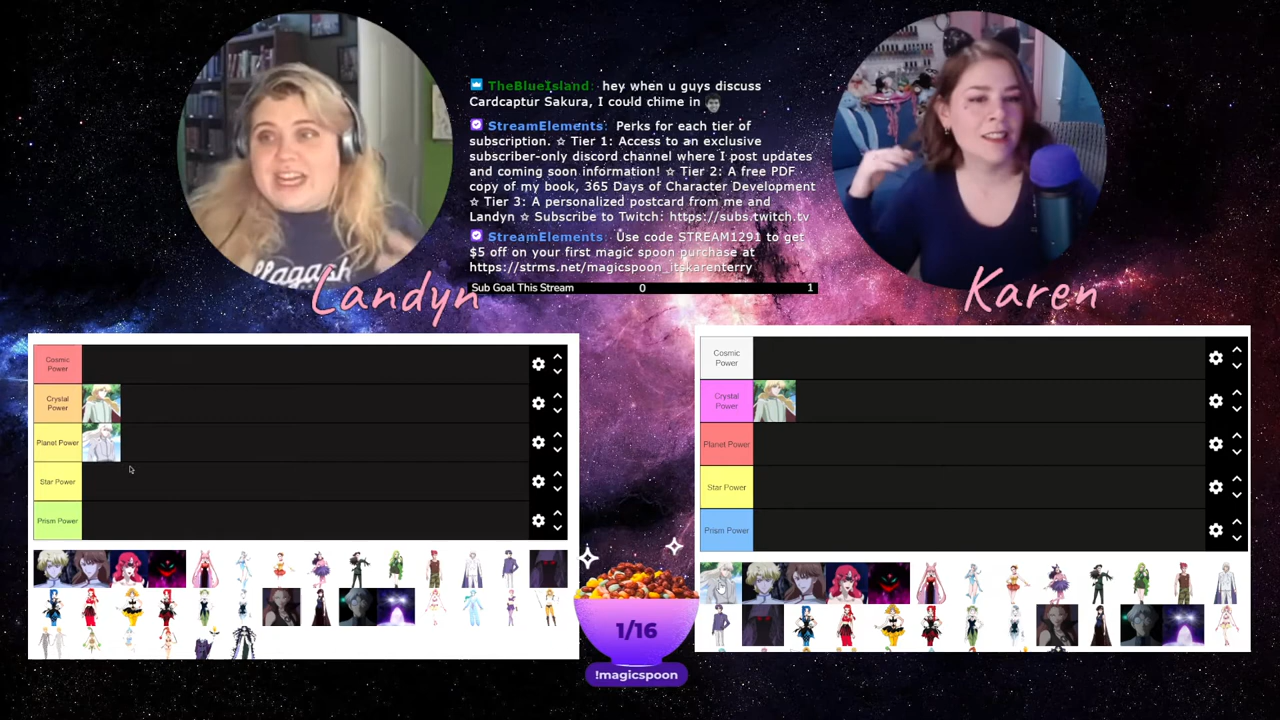 TheBlueIsland: hey when u guys discuss
Cardcaptur Sakura, I could chime in
StreamElements: Perks for each tier of
subscription. ☆ Tier 1: Access to an exclusive
subscriber-only discord channel where I post updates
and coming soon information! ☆ Tier 2: A free PDF
copy of my book, 365 Days of Character Development
☆ Tier 3: A personalized postcard from me and
Landyn ☆ Subscribe to Twitch: https://subs.twitch.tv
StreamElements: Use code STREAM1291 to get
$5 off on your first magic spoon purchase at
https://strms.net/magicspoon_itskarenterry
Sub Goal This Stream 0 1
llagash
Landyn
Karen
Cosmic
Power
Crystal
Power
Planet Power
Star Power
Prism Power
Cosmic
Power
Crystal
Power
Planet Power
Star Power
Prism Power
1/16
!magicspoon